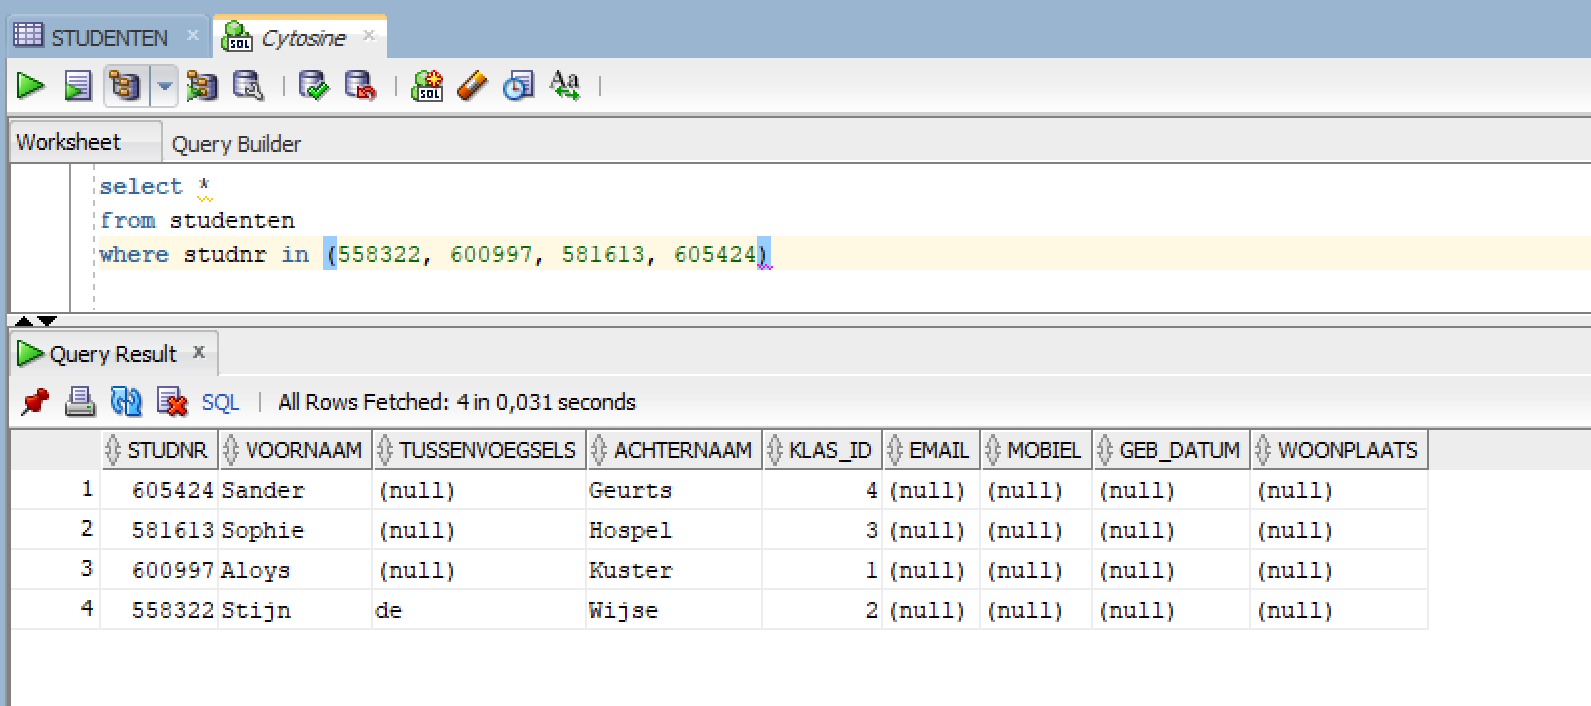 STUDENTEN × Cytosine ×
SQL SQL Aa
Worksheet Query Builder
select *
from studenten
where studnr in (558322, 600997, 581613, 605424)
Query Result x
SQL | All Rows Fetched: 4 in 0,031 seconds
STUDNR VOORNAAM TUSSENVOEGSELS ACHTERNAAM KLAS_ID EMAIL MOBIEL GEB_DATUM WOONPLAATS
1 605424 Sander (null) Geurts 4 (null) (null) (null) (null)
2 581613 Sophie (null) Hospel 3 (null) (null) (null) (null)
3 600997 Aloys (null) Kuster 1 (null) (null) (null) (null)
4 558322 Stijn de Wijse 2 (null) (null) (null) (null)